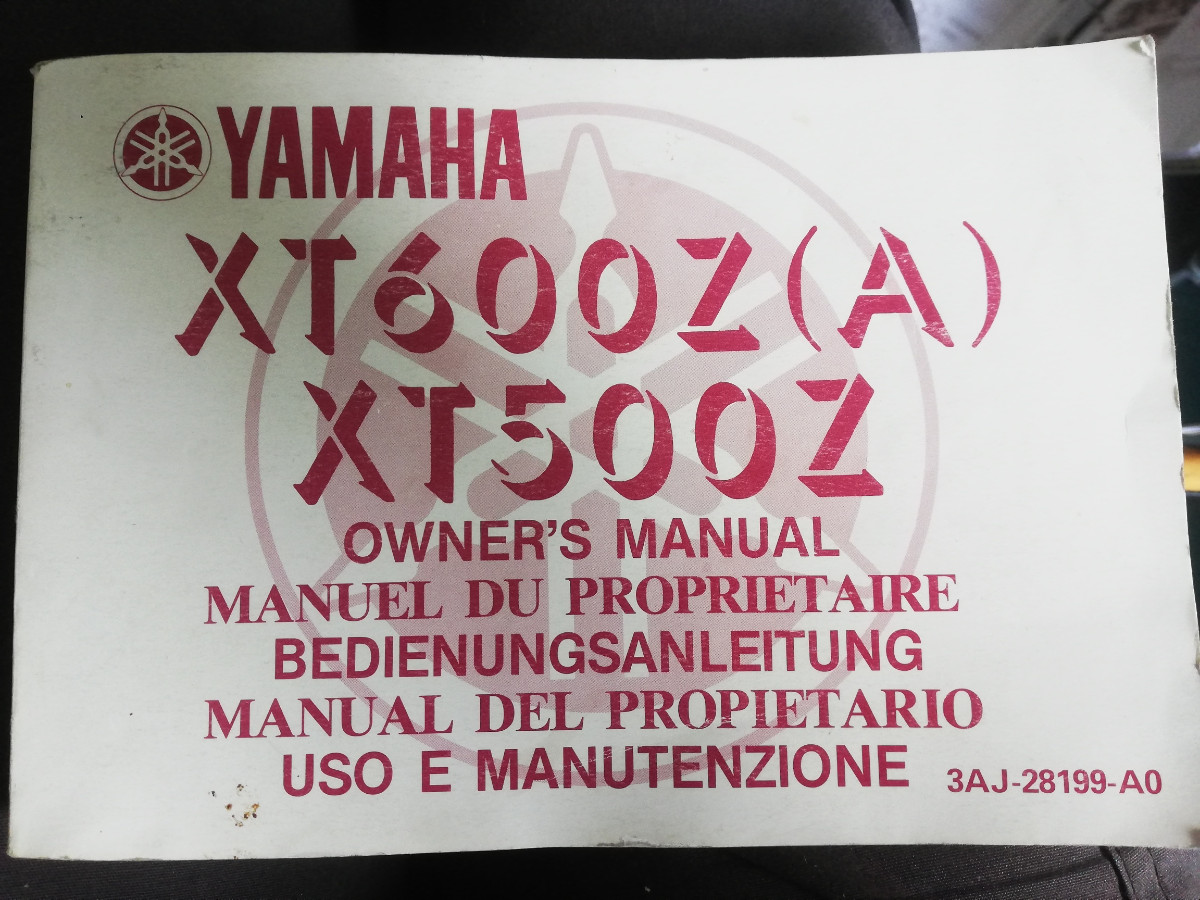 YAMAHA
XT600Z(A)
XT500Z
OWNER'S MANUAL
MANUEL DU PROPRIETAIRE
BEDIENUNGSANLEITUNG
MANUAL DEL PROPIETARIO
USO E MANUTENZIONE
3AJ-28199-A0